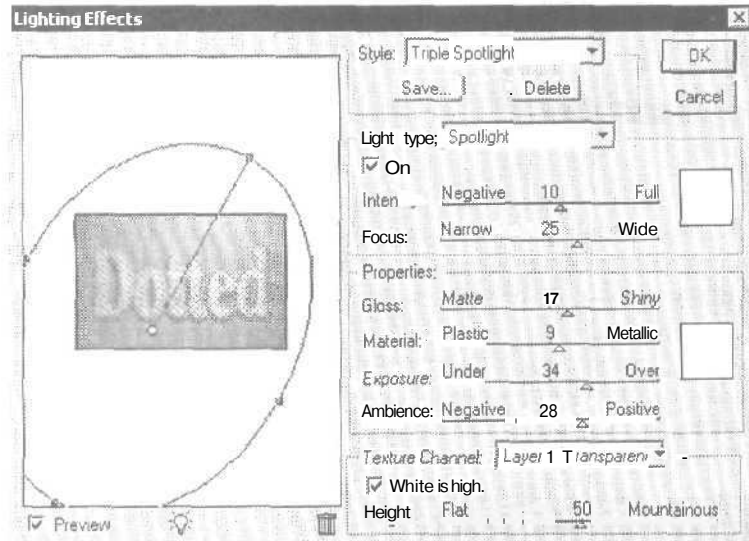 Lighting Effects
Style: Triple Spotlight
OK
Save...
Delete
Cancel
Light type; Spotlight
On
Inten
Negative 10 Full
Focus: Narrow 25 Wide
Dotted
Properties:
Gloss: Matte 17 Shiny
Material: Plastic 9 Metallic
Exposure: Under 34 Over
Ambience: Negative 28 Positive
Texture Channel: Layer 1 Transparen
White is high.
Height Flat 50 Mountainous
Preview